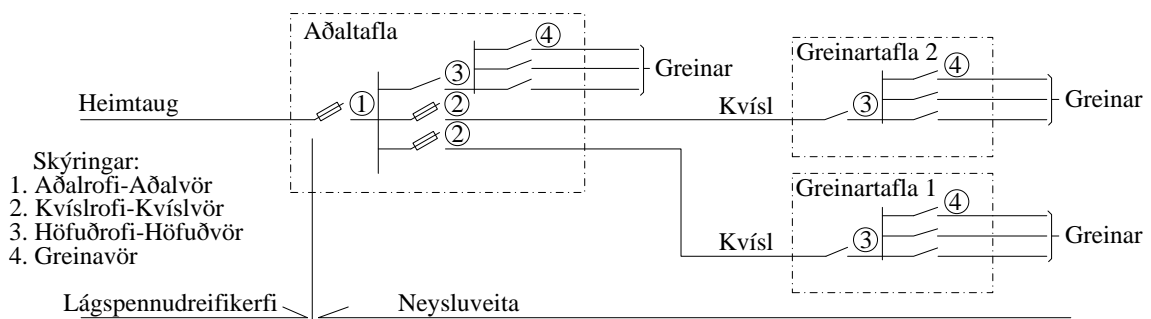 Aðaltafla
4
Greinartafla 2
3
Greinar
4
Heimtaug
1
2
Kvísl
3
Greinar
2
Skýringar:
1. Aðalrofi-Aðalvör
2. Kvíslrofi-Kvíslvör
3. Höfuðrofi-Höfuðvör
4. Greinavör
Greinartafla 1
4
Kvísl
3
Greinar
Lágspennudreifikerfi
Neysluveita